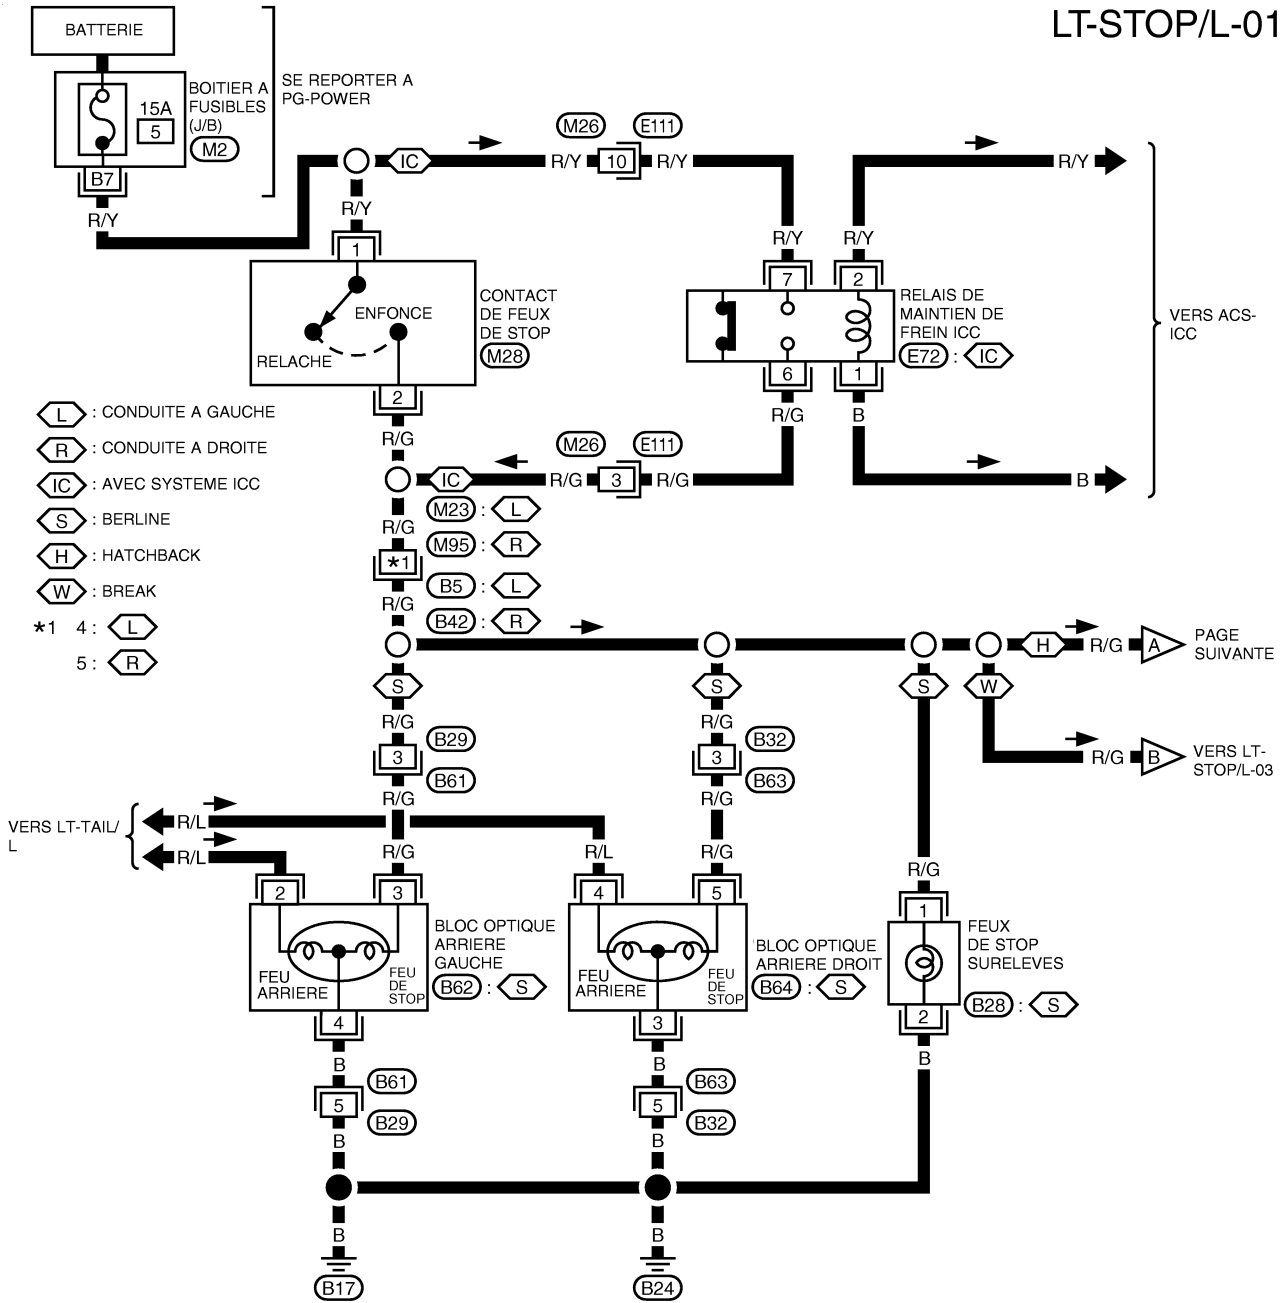 LT-STOP/L-01
BATTERIE
15A
5
BOITIER A
FUSIBLES
(J/B)
M2
SE REPORTER A
PG-POWER
B7
R/Y
IC
R/Y
M26
10
E111
R/Y
R/Y
R/Y
1
R/Y
R/Y
ENFONCE
RELACHE
CONTACT
DE FEUX
DE STOP
M28
2
7
2
RELAIS DE
MAINTIEN DE
FREIN ICC
E72 : IC
6
1
VERS ACS-
ICC
R/G
R/G
B
IC
R/G
M26
3
E111
R/G
B
L : CONDUITE A GAUCHE
R : CONDUITE A DROITE
IC : AVEC SYSTEME ICC
S : BERLINE
H : HATCHBACK
W : BREAK
*1 4 : L
5 : R
R/G
*1
R/G
M23 : L
M95 : R
B5 : L
B42 : R
H
R/G
A
PAGE
SUIVANTE
S
S
S
W
R/G
B
VERS LT-
STOP/L-03
R/G
3
B29
B61
R/G
R/G
3
B32
B63
R/G
VERS LT-TAIL/
L
R/L
R/L
R/G
R/L
R/G
R/G
2
3
4
5
1
FEU
ARRIERE
FEU
DE
STOP
BLOC OPTIQUE
ARRIERE
GAUCHE
B62 : S
FEU
ARRIERE
FEU
DE
STOP
BLOC OPTIQUE
ARRIERE DROIT
B64 : S
FEUX
DE STOP
SURELEVES
B28 : S
4
3
2
B
B
B
5
B61
B29
5
B63
B32
B
B
B
B
B17
B24